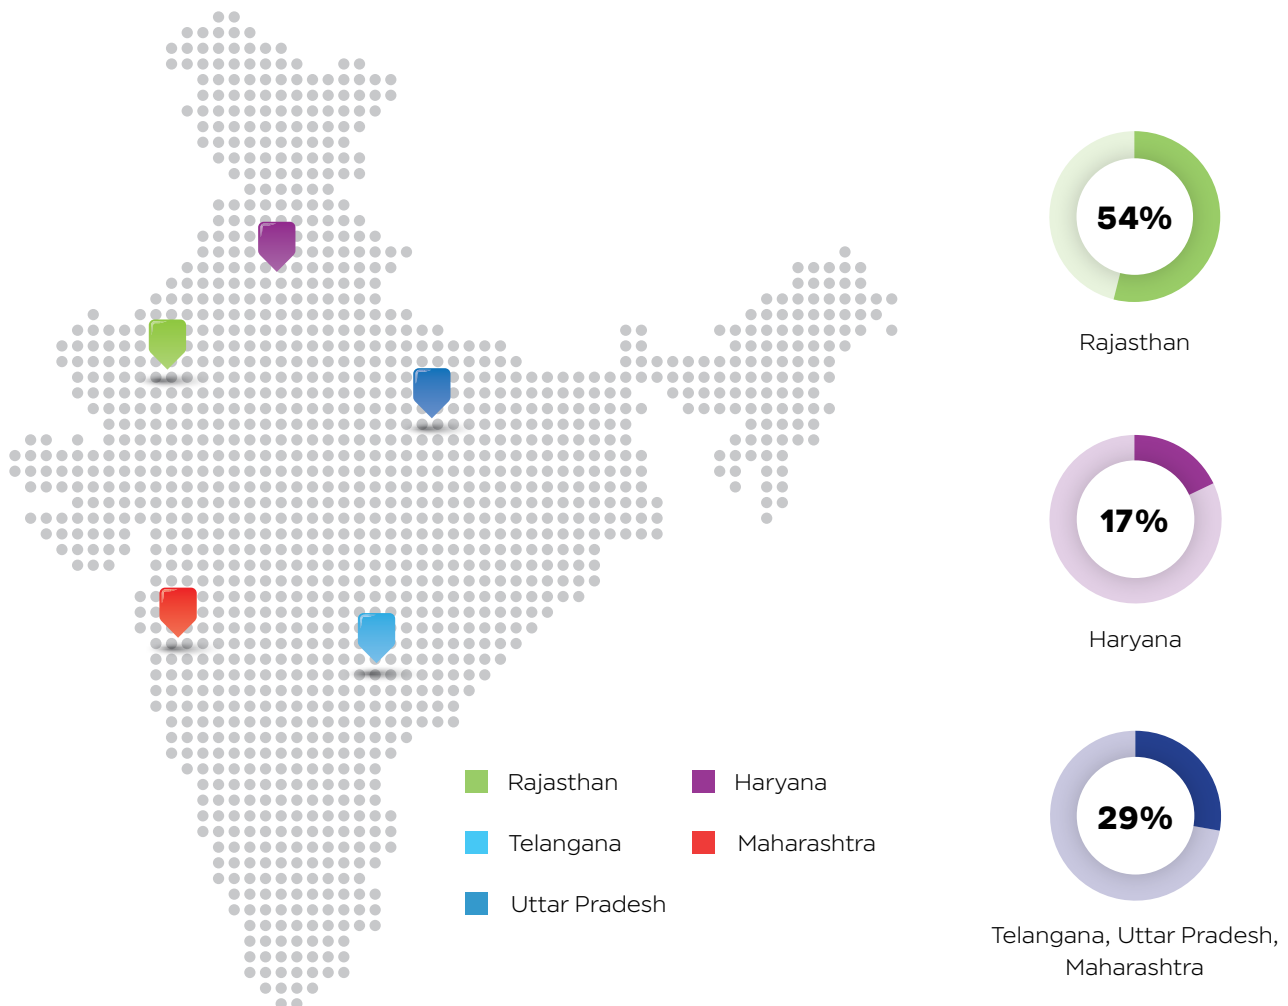 54%
Rajasthan
17%
Haryana
29%
Telangana, Uttar Pradesh,
Maharashtra
Rajasthan
Haryana
Telangana
Maharashtra
Uttar Pradesh